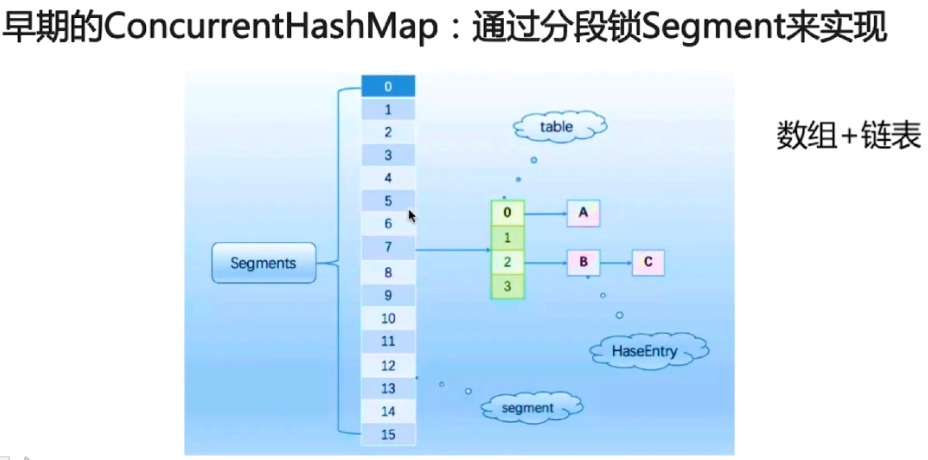 早期的ConcurrentHashMap：通过分段锁Segment来实现
数组+链表
Segments
0
1
2
3
4
5
6
7
8
9
10
11
12
13
14
15
table
0
A
1
2
B
C
3
HaseEntry
segment